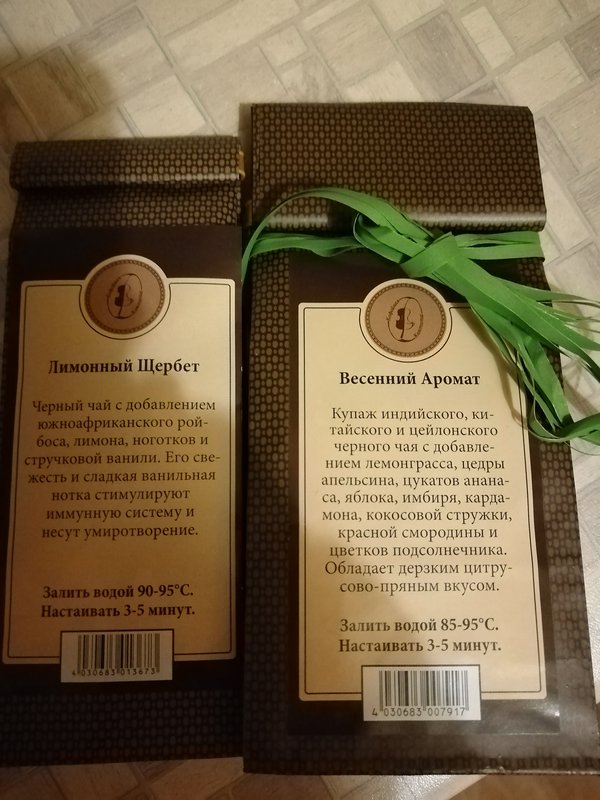 Лимонный Щербет
Черный чай с добавлением
южноафриканского рой-
боса, лимона, ноготков и
стручковой ванили. Его све-
жесть и сладкая ванильная
нотка стимулируют
иммунную систему и
несут умиротворение.
Залить водой 90-95°C.
Настаивать 3-5 минут.
4 030683 013673
Весенний Аромат
Купаж индийского, ки-
тайского и цейлонского
черного чая с добавле-
нием лемонграсса, цедры
апельсина, цукатов анана-
са, яблока, имбиря, карда-
мона, кокосовой стружки,
красной смородины и
цветков подсолнечника.
Обладает дерзким цитру-
сово-пряным вкусом.
Залить водой 85-95°C.
Настаивать 3-5 минут.
4 030683 007917